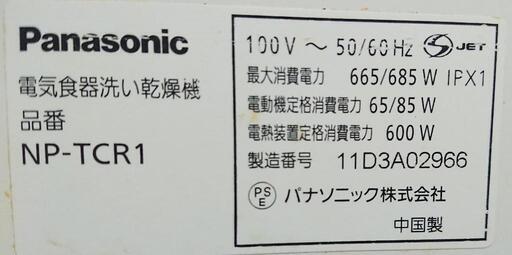 Panasonic
電気食器洗い乾燥機
品番
NP-TCR1
100V ～ 50/60Hz S JET
最大消費電力 665/685W IPX1
電動機定格消費電力 65/85W
電熱装置定格消費電力 600W
製造番号 11D3A02966
PSE パナソニック株式会社
中国製